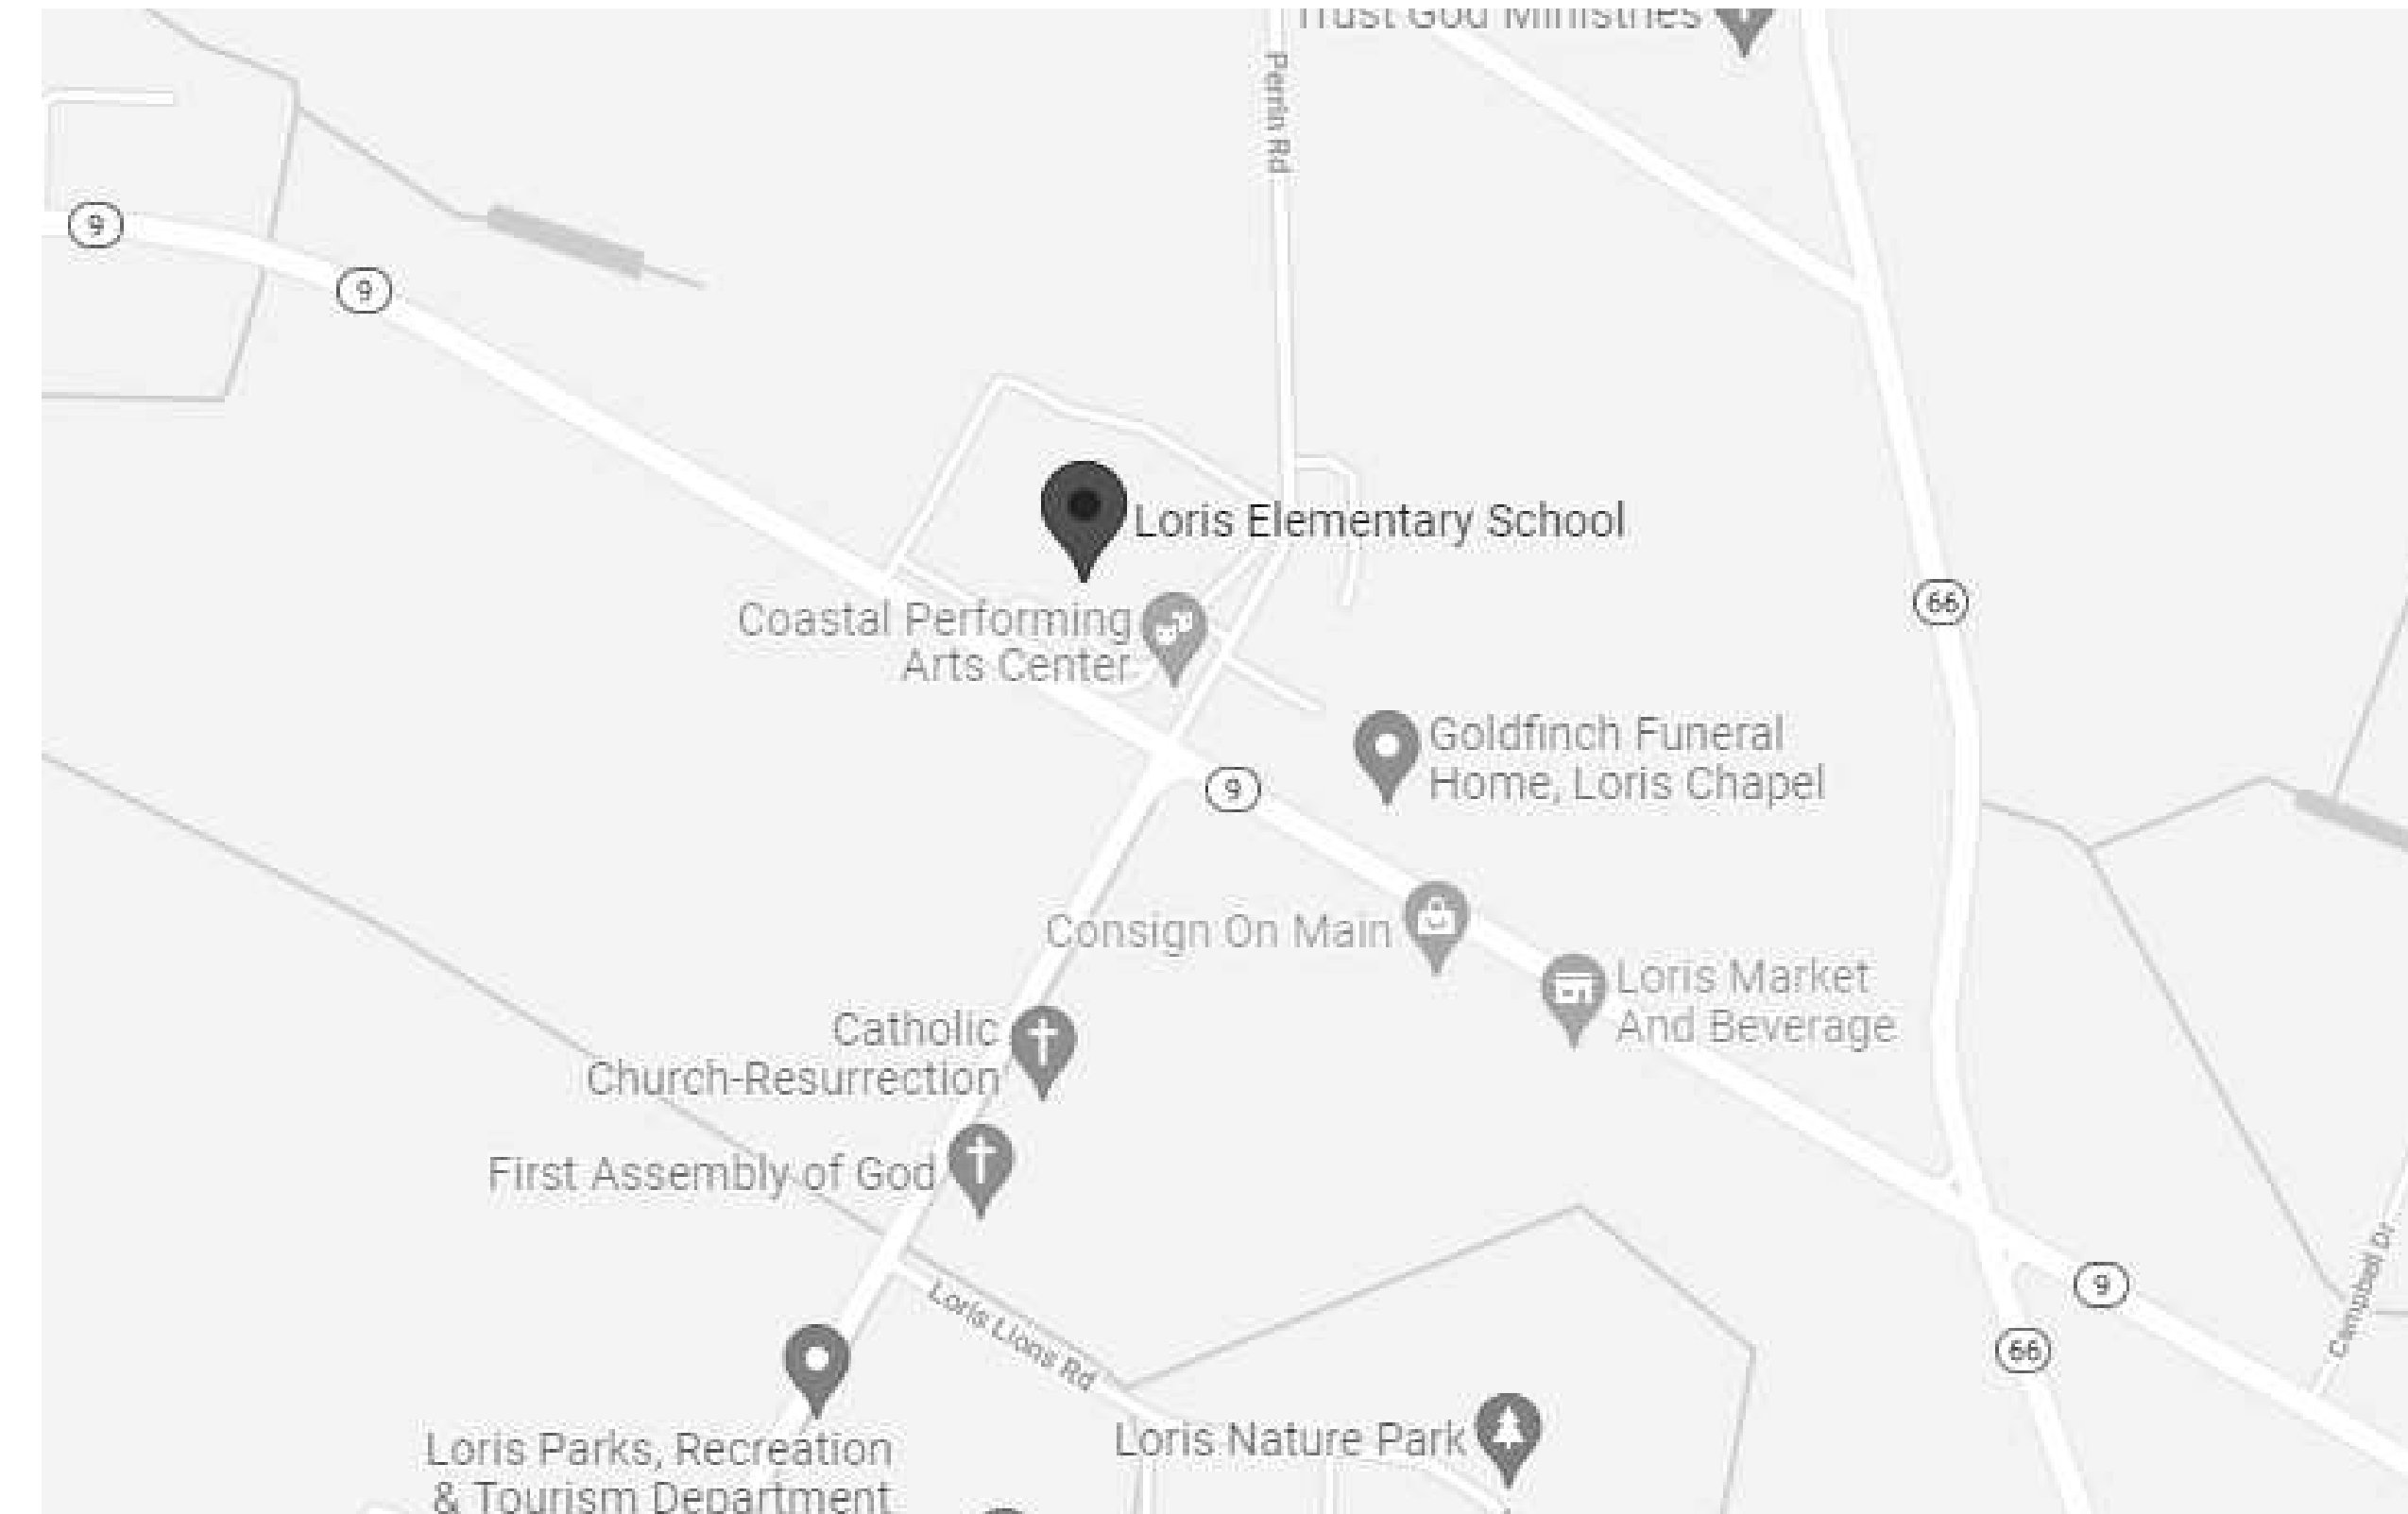 Trust God Ministries
Perrin Rd
9
9
Loris Elementary School
66
Coastal Performing
Arts Center
Goldfinch Funeral
Home, Loris Chapel
9
Consign On Main
Loris Market
And Beverage
Catholic
Church-Resurrection
First Assembly of God
Loris Lions Rd
9
Campbel Dr
66
Loris Nature Park
Loris Parks, Recreation
& Tourism Department